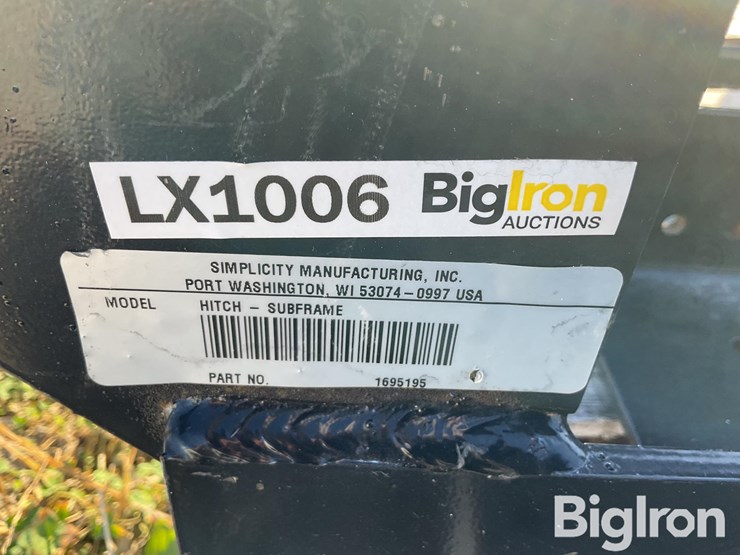 LX1006 BigIron
AUCTIONS
SIMPLICITY MANUFACTURING, INC.
PORT WASHINGTON, WI 53074-0997 USA
MODEL HITCH - SUBFRAME
PART NO. 1695195
BigIron